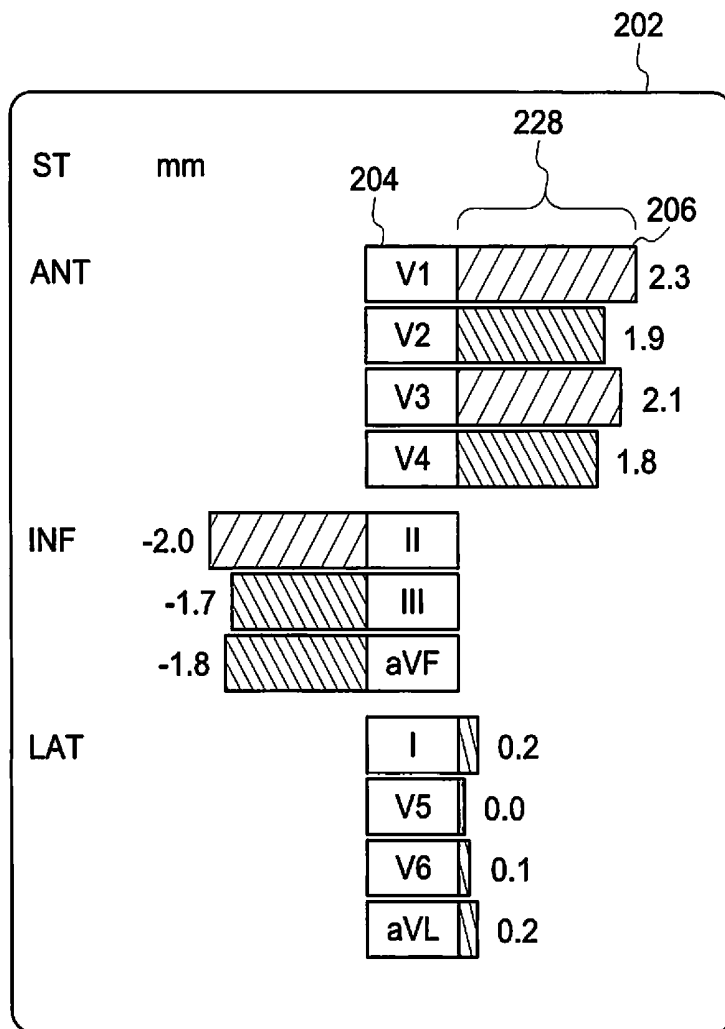 202
228
ST mm
204
206
ANT V1 2.3
V2 1.9
V3 2.1
V4 1.8
INF -2.0 II
-1.7 III
-1.8 aVF
LAT I 0.2
V5 0.0
V6 0.1
aVL 0.2